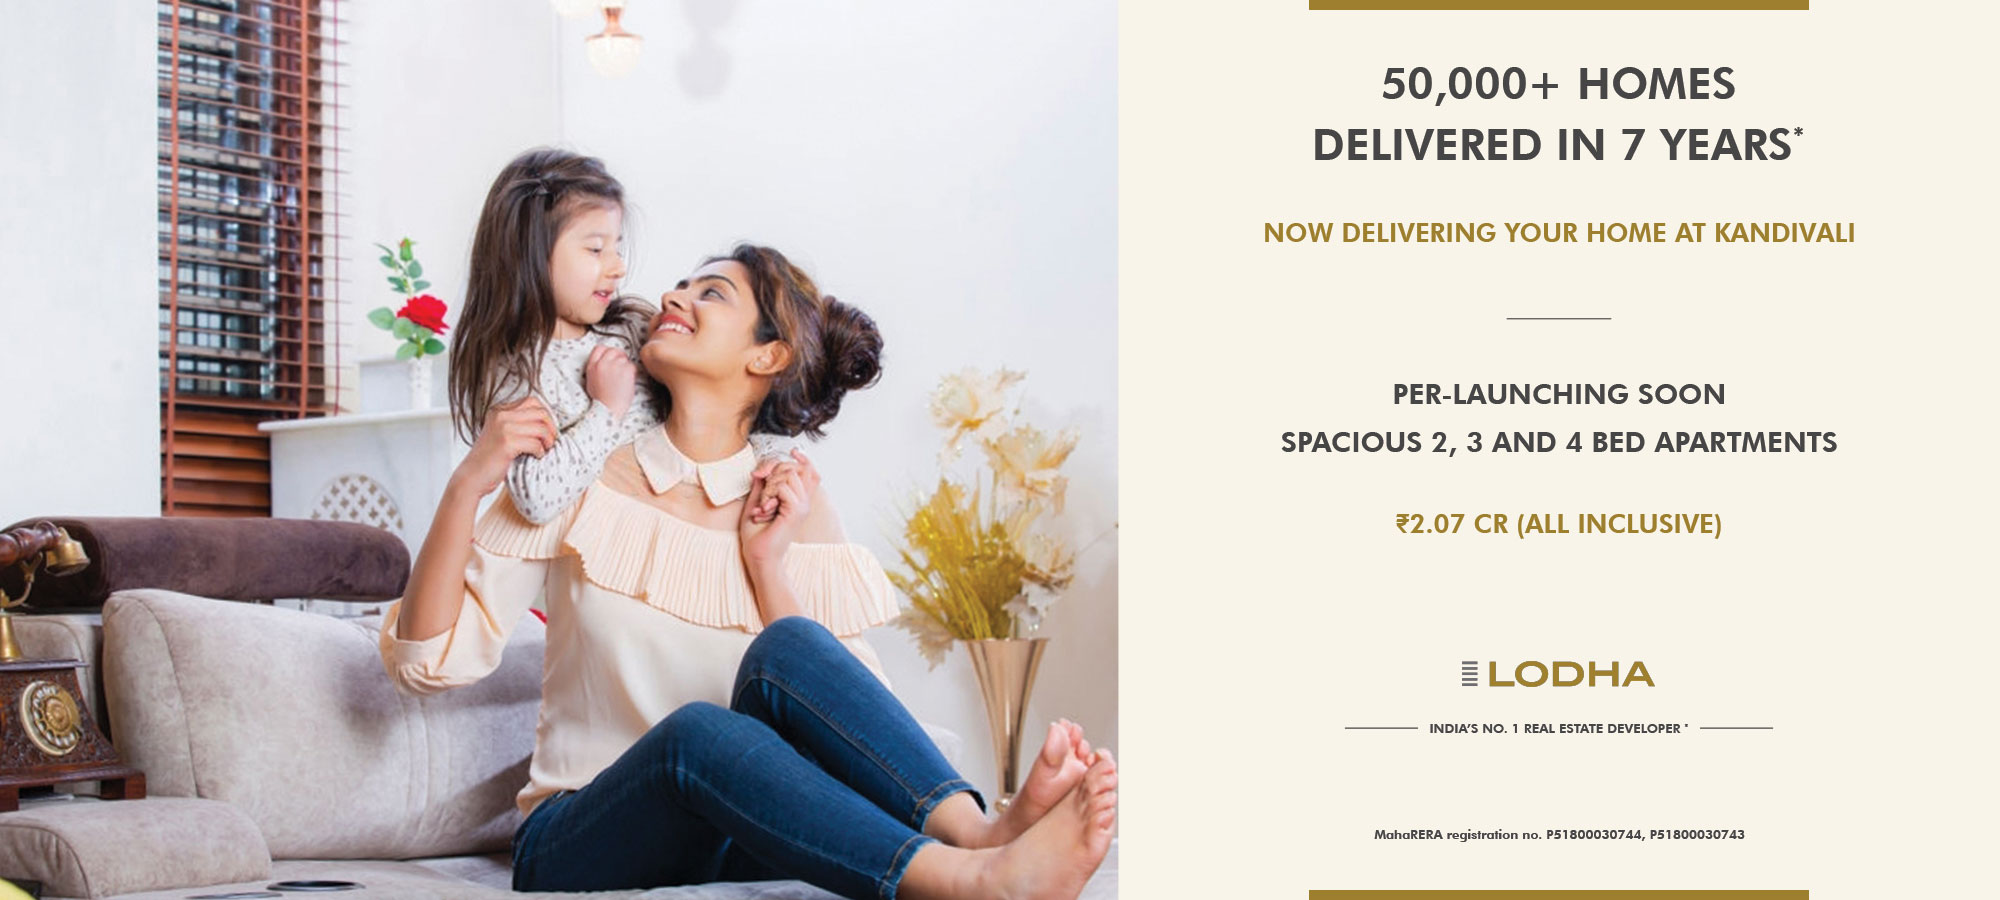 50,000+ HOMES
DELIVERED IN 7 YEARS*
NOW DELIVERING YOUR HOME AT KANDIVALI
PER-LAUNCHING SOON
SPACIOUS 2, 3 AND 4 BED APARTMENTS
₹2.07 CR (ALL INCLUSIVE)
LODHA
INDIA'S NO. 1 REAL ESTATE DEVELOPER*
MahaRERA registration no. P51800030744, P51800030743